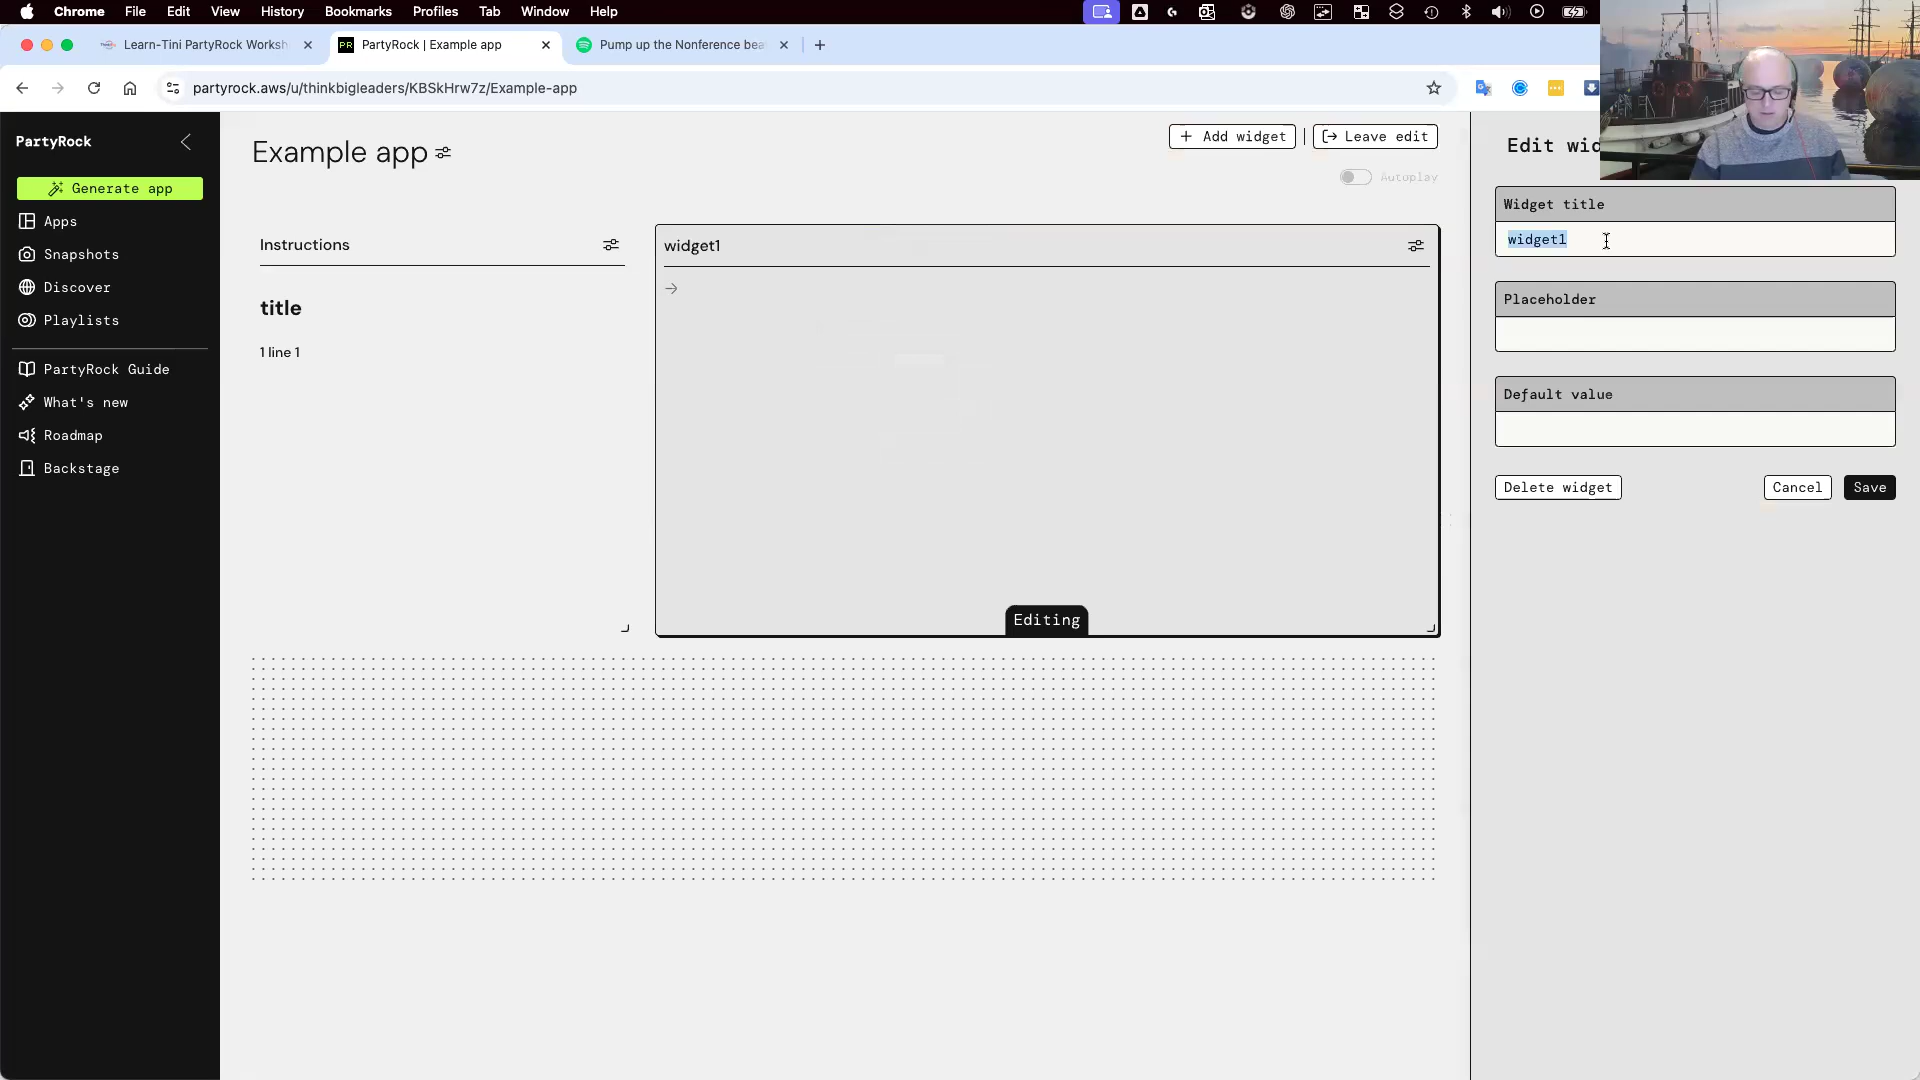 Chrome File Edit View History Bookmarks Profiles Tab Window Help
Learn-Tini PartyRock Worksh
PartyRock | Example app
Pump up the Nonference bea
partyrock.aws/u/thinkbigleaders/KBSkHrw7z/Example-app
PartyRock
Generate app
Apps
Snapshots
Discover
Playlists
PartyRock Guide
What's new
Roadmap
Backstage
Example app
Add widget
Leave edit
Autoplay
Instructions
title
1 line 1
widget1
Editing
Edit wid
Widget title
widget1
Placeholder
Default value
Delete widget
Cancel
Save